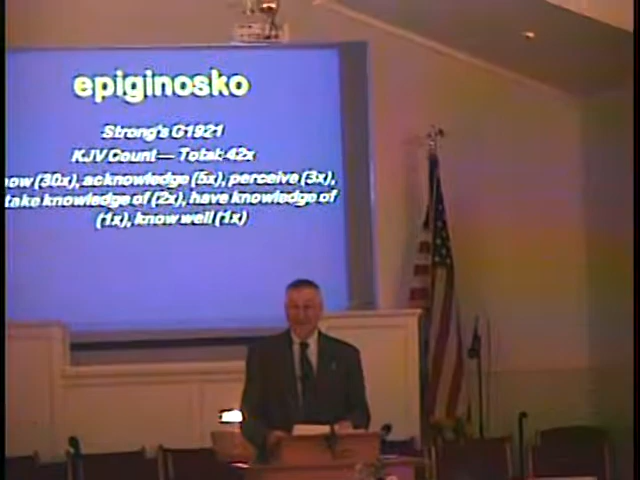 epiginosko
Strong's G1921
KJV Count — Total: 42x
now (30x), acknowledge (5x), perceive (3x),
take knowledge of (2x), have knowledge of
(1x), know well (1x)